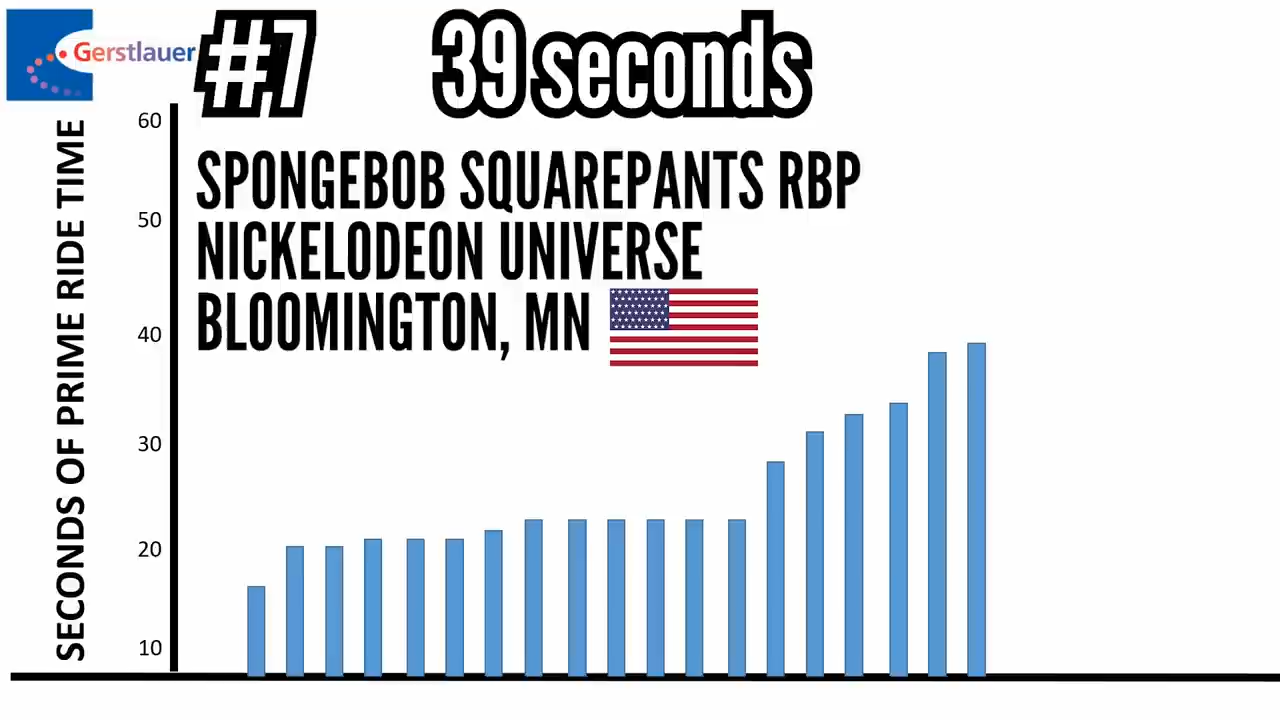 Gerstlauer
#7
39 seconds
SPONGEBOB SQUAREPANTS RBP
NICKELODEON UNIVERSE
BLOOMINGTON, MN
SECONDS OF PRIME RIDE TIME
60
50
40
30
20
10